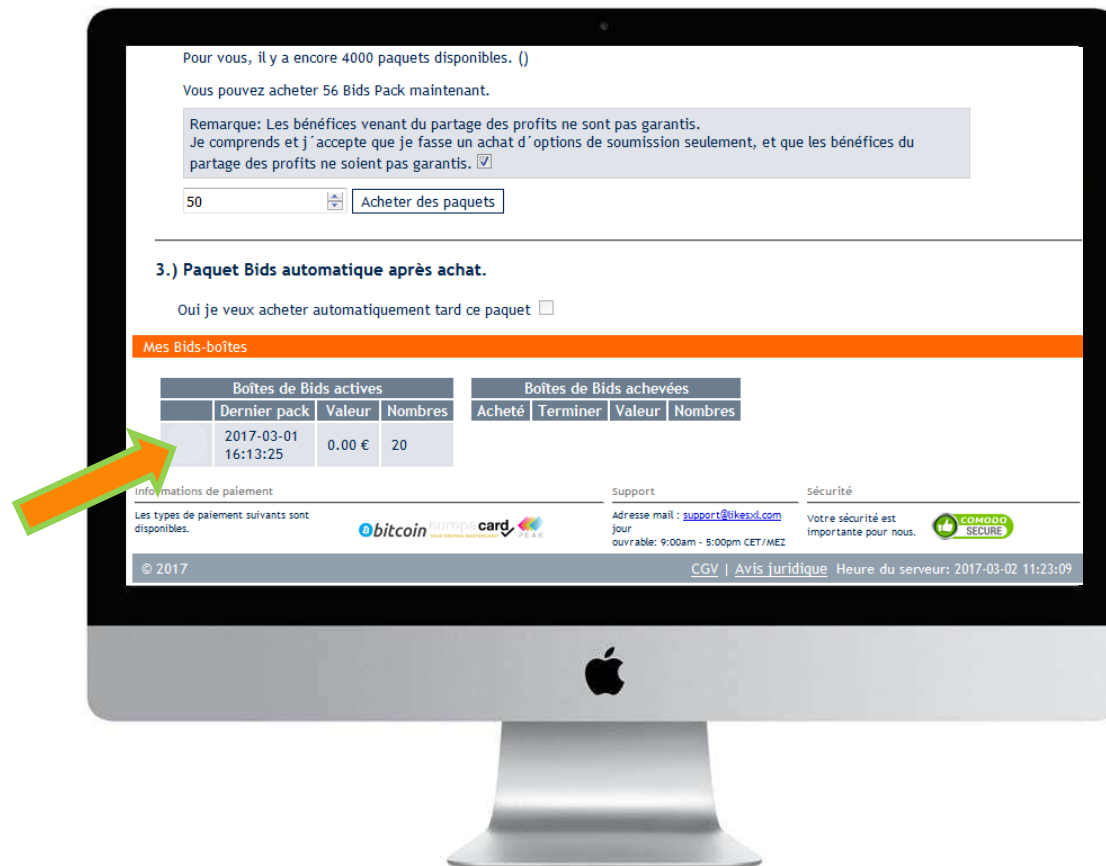 Pour vous, il y a encore 4000 paquets disponibles. ()
Vous pouvez acheter 56 Bids Pack maintenant.
Remarque: Les bénéfices venant du partage des profits ne sont pas garantis.
Je comprends et j´accepte que je fasse un achat d´options de soumission seulement, et que les bénéfices du
partage des profits ne soient pas garantis.
50
Acheter des paquets
3.) Paquet Bids automatique après achat.
Oui je veux acheter automatiquement tard ce paquet
Mes Bids-boîtes
Boîtes de Bids actives
Dernier pack Valeur Nombres
2017-03-01
16:13:25
0.00 € 20
Boîtes de Bids achevées
Acheté Terminer Valeur Nombres
Informations de paiement
Les types de paiement suivants sont
disponibles.
bitcoin
europacard
YOUR PREPAID MASTERCARD
PEAK
Support
Adresse mail : support@likesxl.com
jour
ouvrable: 9:00am - 5:00pm CET/MEZ
Sécurité
Votre sécurité est
importante pour nous.
COMODO
SECURE
© 2017
CGV | Avis juridique Heure du serveur: 2017-03-02 11:23:09